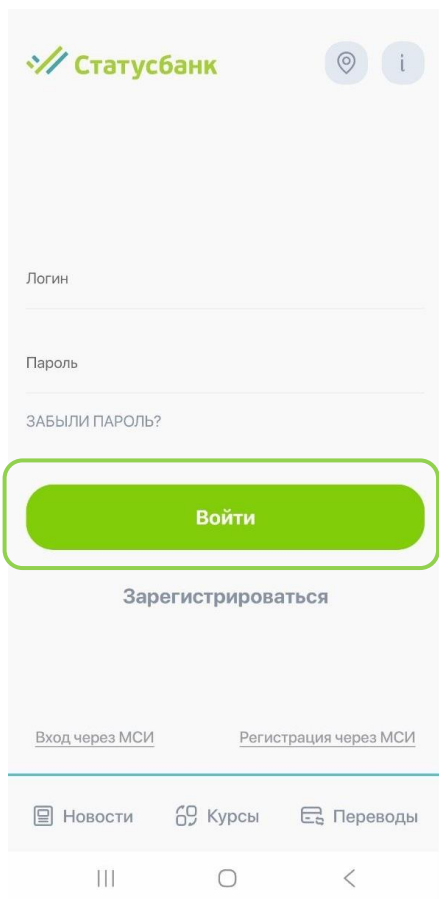 Статусбанк
i
Логин
Пароль
ЗАБЫЛИ ПАРОЛЬ?
Войти
Зарегистрироваться
Вход через МСИ Регистрация через МСИ
Новости Курсы Переводы